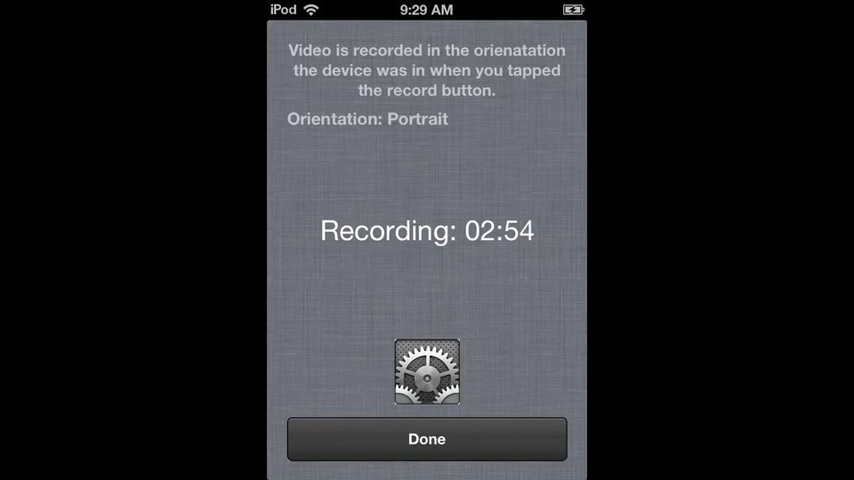 iPod 9:29 AM
Video is recorded in the orienatation
the device was in when you tapped
the record button.
Orientation: Portrait
Recording: 02:54
Done